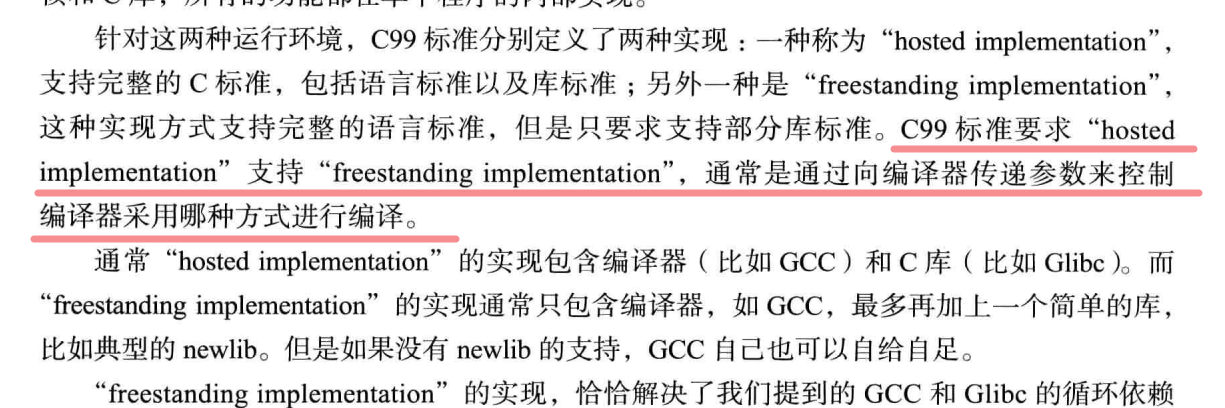 针对这两种运行环境，C99 标准分别定义了两种实现：一种称为“hosted implementation”，
支持完整的 C 标准，包括语言标准以及库标准；另外一种是“freestanding implementation”，
这种实现方式支持完整的语言标准，但是只要求支持部分库标准。C99 标准要求“hosted
implementation”支持“freestanding implementation”，通常是通过向编译器传递参数来控制
编译器采用哪种方式进行编译。
通常“hosted implementation”的实现包含编译器（比如 GCC）和 C 库（比如 Glibc）。而
“freestanding implementation”的实现通常只包含编译器，如 GCC，最多再加上一个简单的库，
比如典型的 newlib。但是如果没有 newlib 的支持，GCC 自己也可以自给自足。
“freestanding implementation”的实现，恰恰解决了我们提到的 GCC 和 Glibc 的循环依赖